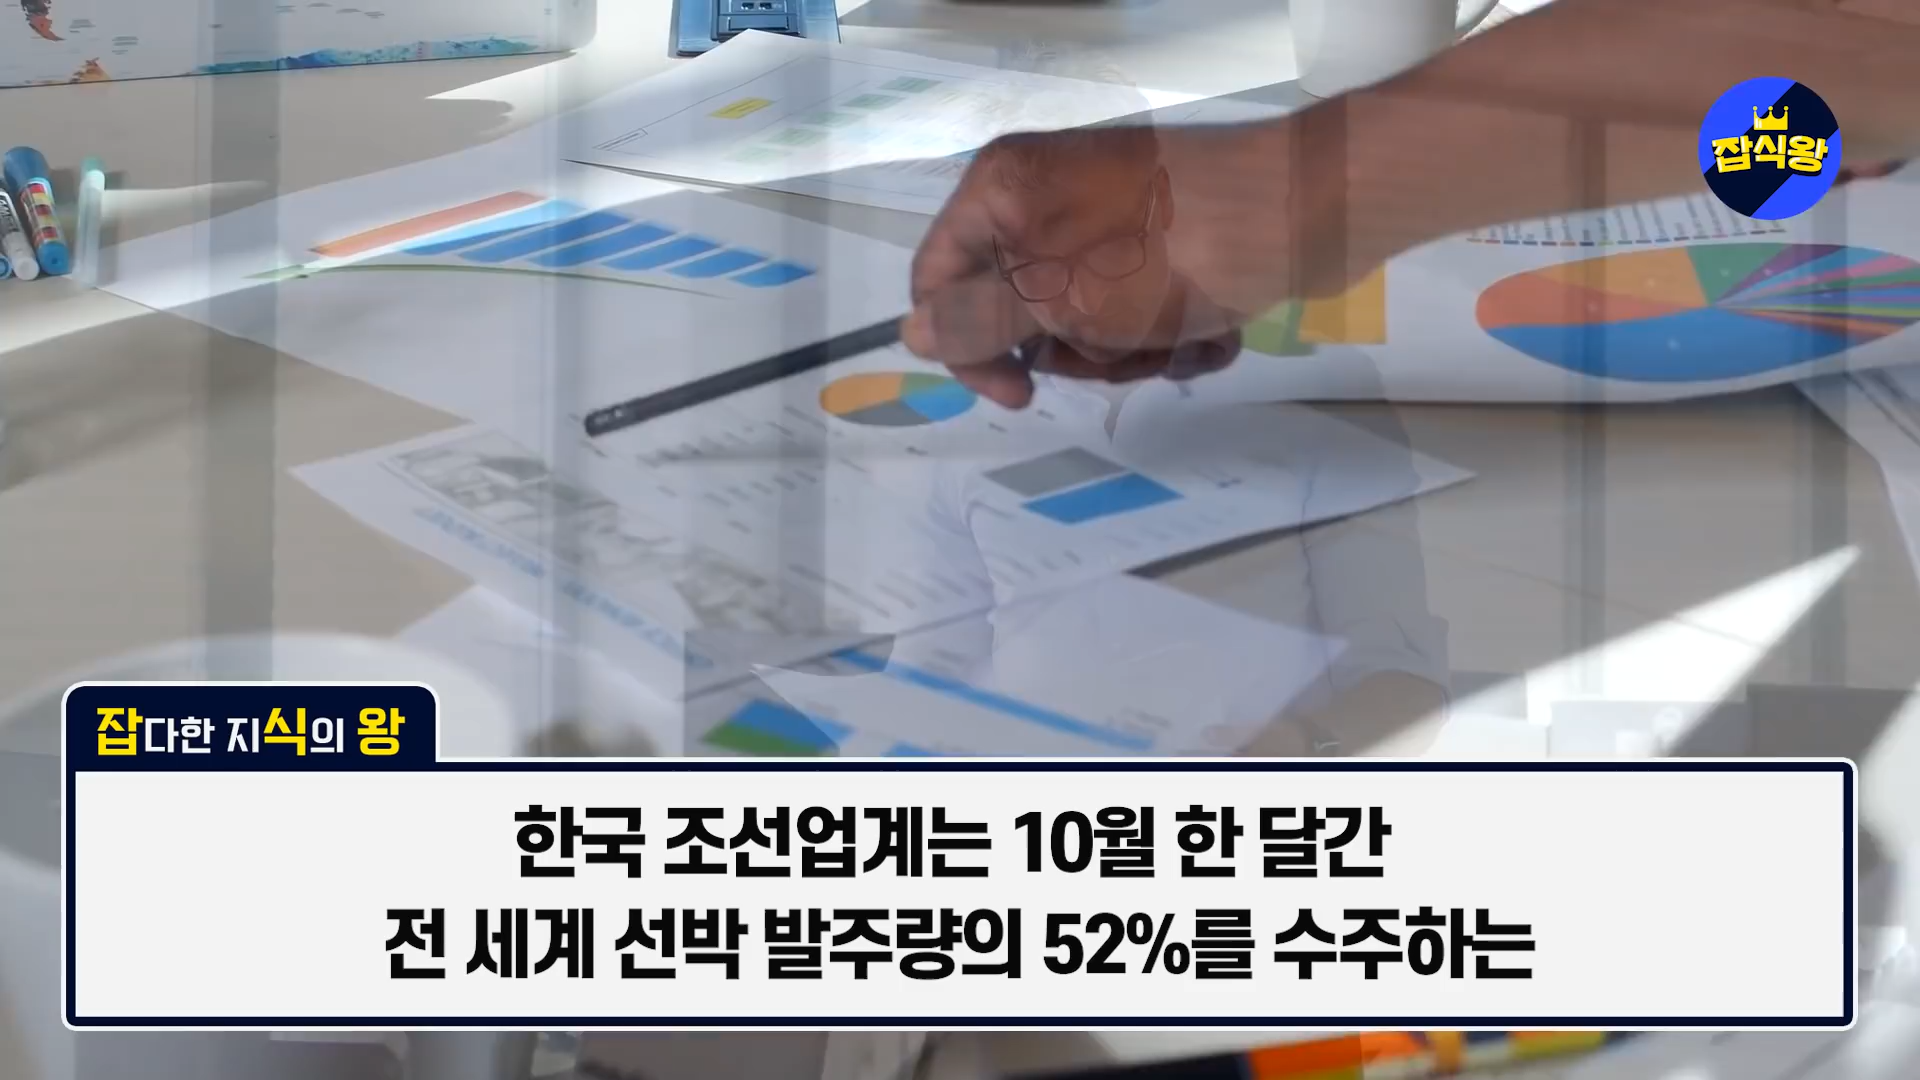 잡식왕
잡다한 지식의 왕
한국 조선업계는 10월 한 달간
전 세계 선박 발주량의 52%를 수주하는